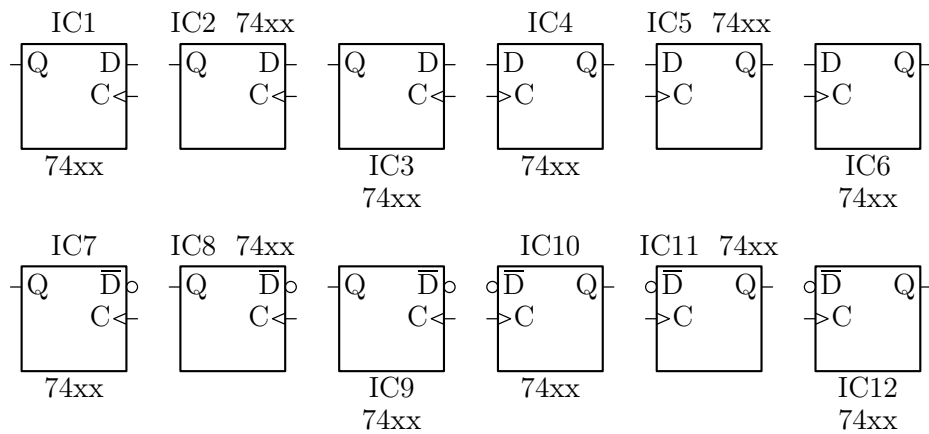 IC1 IC2 74xx IC4 IC5 74xx
Q D Q D Q D D Q D Q D Q
C C C C C C
74xx IC3 74xx IC6
74xx 74xx
IC7 IC8 74xx IC10 IC11 74xx
Q D̅ Q D̅ Q D̅ D̅ Q D̅ Q D̅ Q
C C C C C C
74xx IC9 74xx IC12
74xx 74xx